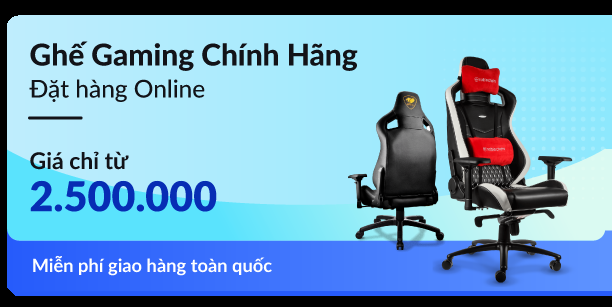 Ghế Gaming Chính Hãng
Đặt hàng Online
Giá chỉ từ
2.500.000
Miễn phí giao hàng toàn quốc